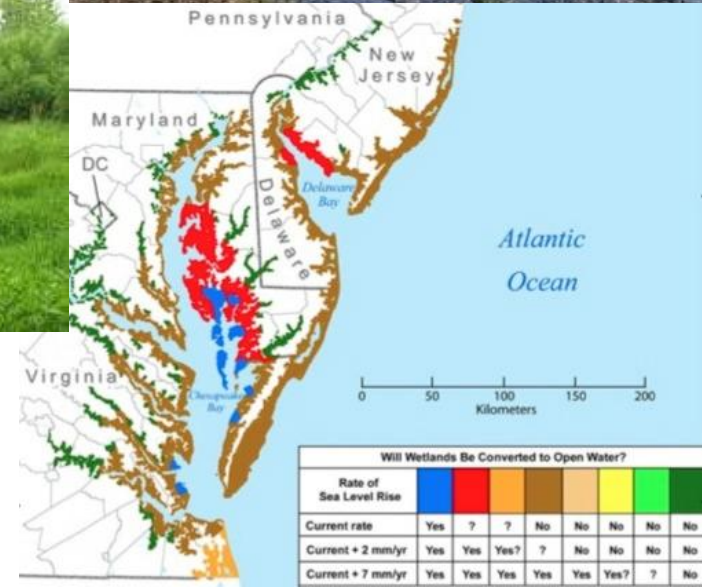 Pennsylvania
New
Jersey
Maryland
DC
Delaware
Bay
Delaware
Atlantic
Ocean
Virginia
Chesapeake
Bay
0 50 100 150 200
Kilometers
Will Wetlands Be Converted to Open Water?
Rate of
Sea Level Rise
Current rate Yes ? ? No No No No No
Current + 2 mm/yr Yes Yes Yes? ? No No No No
Current + 7 mm/yr Yes Yes Yes Yes Yes Yes? ? No